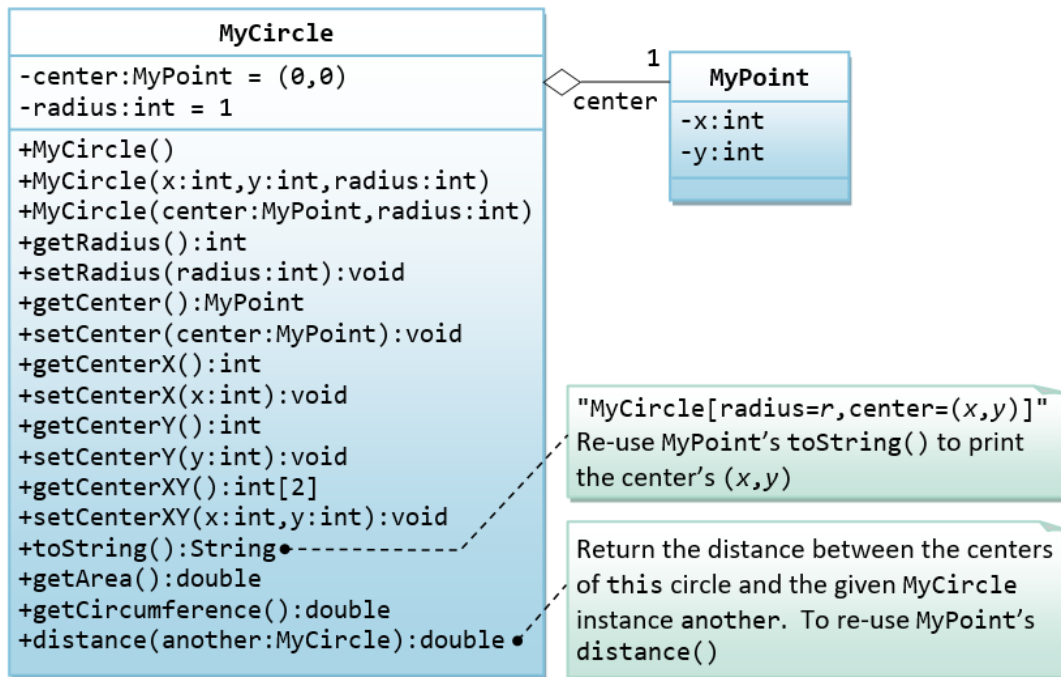 MyCircle
-center:MyPoint = (0,0)
-radius:int = 1
+MyCircle()
+MyCircle(x:int,y:int,radius:int)
+MyCircle(center:MyPoint,radius:int)
+getRadius():int
+setRadius(radius:int):void
+getCenter():MyPoint
+setCenter(center:MyPoint):void
+getCenterX():int
+setCenterX(x:int):void
+getCenterY():int
+setCenterY(y:int):void
+getCenterXY():int[2]
+setCenterXY(x:int,y:int):void
+toString():String
+getArea():double
+getCircumference():double
+distance(another:MyCircle):double
1
center
MyPoint
-x:int
-y:int
"MyCircle[radius=r,center=(x,y)]"
Re-use MyPoint’s toString() to print
the center’s (x,y)
Return the distance between the centers
of this circle and the given MyCircle
instance another. To re-use MyPoint’s
distance()